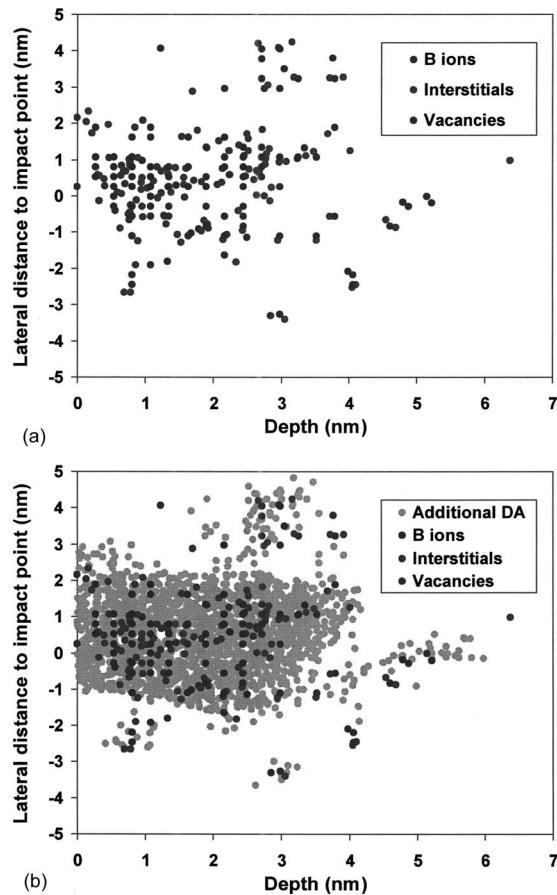 5
4
3
2
1
0
-1
-2
-3
-4
-5
Lateral distance to impact point (nm)
B ions
Interstitials
Vacancies
0 1 2 3 4 5 6 7
Depth (nm)
(a)
5
4
3
2
1
0
-1
-2
-3
-4
-5
Lateral distance to impact point (nm)
Additional DA
B ions
Interstitials
Vacancies
0 1 2 3 4 5 6 7
Depth (nm)
(b)